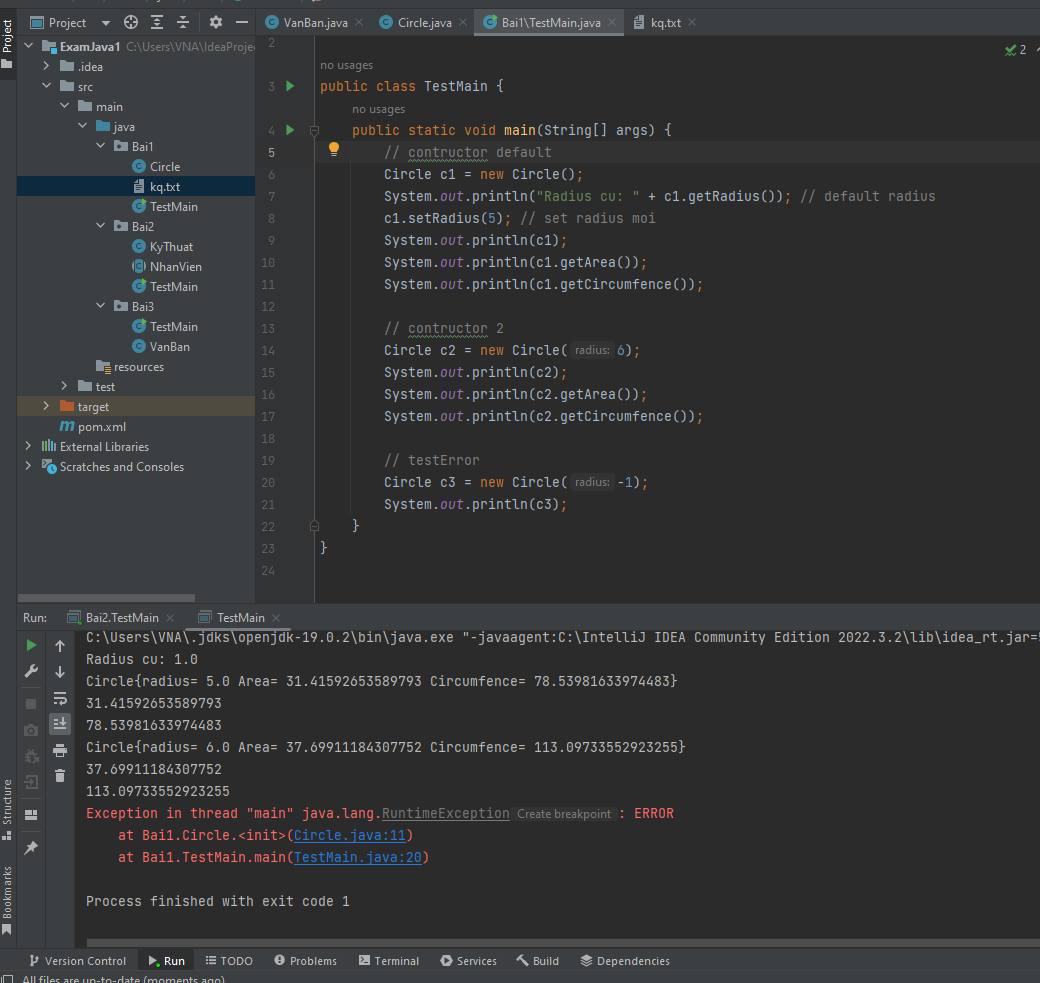 Project
VanBan.java
Circle.java
Bai1\TestMain.java
kq.txt
Project
ExamJava1 C:\Users\VNA\IdeaProje
.idea
src
main
java
Bai1
Circle
kq.txt
TestMain
Bai2
KyThuat
NhanVien
TestMain
Bai3
TestMain
VanBan
resources
test
target
pom.xml
External Libraries
Scratches and Consoles
2
2
no usages
3 public class TestMain {
no usages
4 public static void main(String[] args) {
5 // contructor default
6 Circle c1 = new Circle();
7 System.out.println("Radius cu: " + c1.getRadius()); // default radius
8 c1.setRadius(5); // set radius moi
9 System.out.println(c1);
10 System.out.println(c1.getArea());
11 System.out.println(c1.getCircumfence());
12
13 // contructor 2
14 Circle c2 = new Circle( radius: 6);
15 System.out.println(c2);
16 System.out.println(c2.getArea());
17 System.out.println(c2.getCircumfence());
18
19 // testError
20 Circle c3 = new Circle( radius: -1);
21 System.out.println(c3);
22 }
23 }
24
Run: Bai2.TestMain TestMain
C:\Users\VNA\.jdks\openjdk-19.0.2\bin\java.exe "-javaagent:C:\IntelliJ IDEA Community Edition 2022.3.2\lib\idea_rt.jar=
Radius cu: 1.0
Circle{radius= 5.0 Area= 31.41592653589793 Circumfence= 78.53981633974483}
31.41592653589793
78.53981633974483
Circle{radius= 6.0 Area= 37.69911184307752 Circumfence= 113.09733552923255}
37.69911184307752
113.09733552923255
Exception in thread "main" java.lang.RuntimeException Create breakpoint : ERROR
at Bai1.Circle.<init>(Circle.java:11)
at Bai1.TestMain.main(TestMain.java:20)
Process finished with exit code 1
Structure
Bookmarks
Version Control Run TODO Problems Terminal Services Build Dependencies
All files are up-to-date (moments ago)